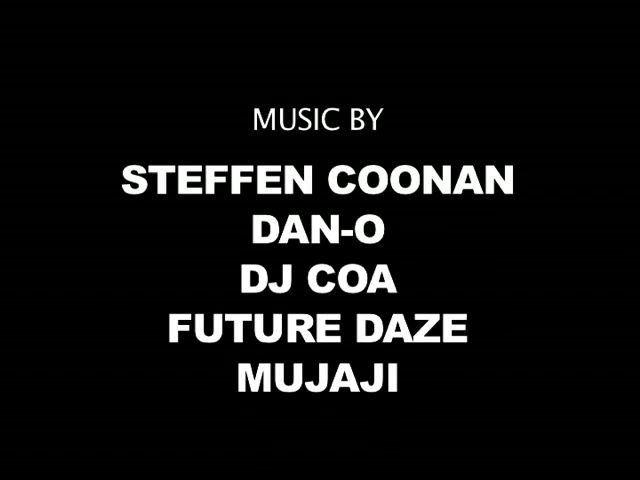 MUSIC BY
STEFFEN COONAN
DAN-O
DJ COA
FUTURE DAZE
MUJAJI